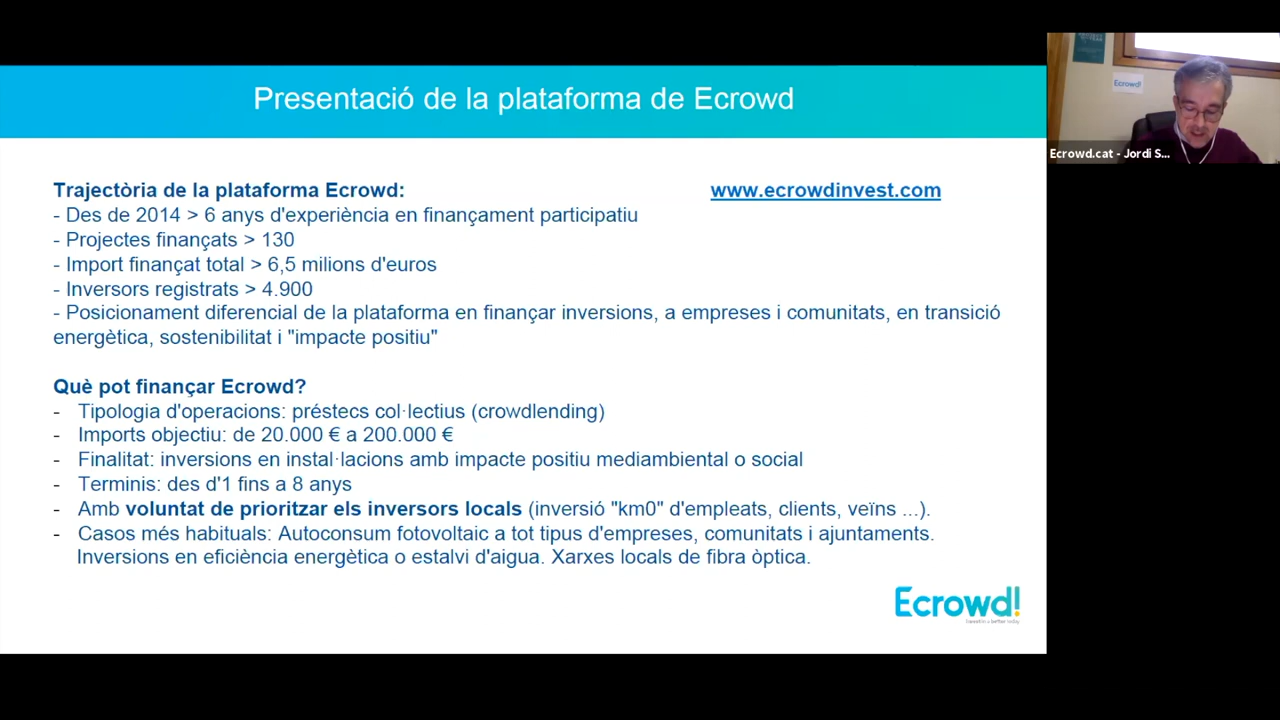 Presentació de la plataforma de Ecrowd
Trajectòria de la plataforma Ecrowd:
www.ecrowdinvest.com
- Des de 2014 > 6 anys d'experiència en finançament participatiu
- Projectes finançats > 130
- Import finançat total > 6,5 milions d'euros
- Inversors registrats > 4.900
- Posicionament diferencial de la plataforma en finançar inversions, a empreses i comunitats, en transició
energètica, sostenibilitat i "impacte positiu"
Què pot finançar Ecrowd?
- Tipologia d'operacions: préstecs col·lectius (crowdlending)
- Imports objectiu: de 20.000 € a 200.000 €
- Finalitat: inversions en instal·lacions amb impacte positiu mediambiental o social
- Terminis: des d'1 fins a 8 anys
- Amb voluntat de prioritzar els inversors locals (inversió "km0" d'empleats, clients, veïns ...).
- Casos més habituals: Autoconsum fotovoltaic a tot tipus d'empreses, comunitats i ajuntaments.
Inversions en eficiència energètica o estalvi d'aigua. Xarxes locals de fibra òptica.
Ecrowd!
Ecrowd!
Ecrowd.cat - Jordi S...